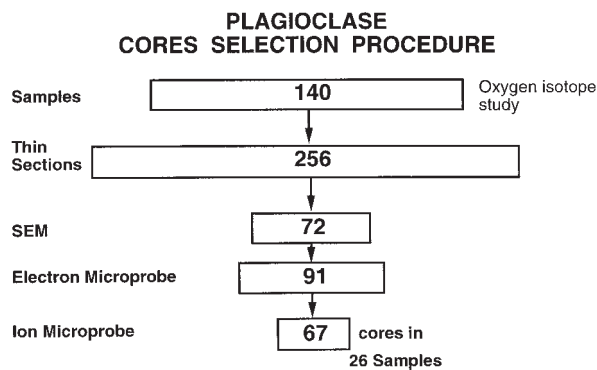 PLAGIOCLASE
CORES SELECTION PROCEDURE
Samples
140
Oxygen isotope
study
Thin
Sections
256
SEM
72
Electron Microprobe
91
Ion Microprobe
67
cores in
26 Samples